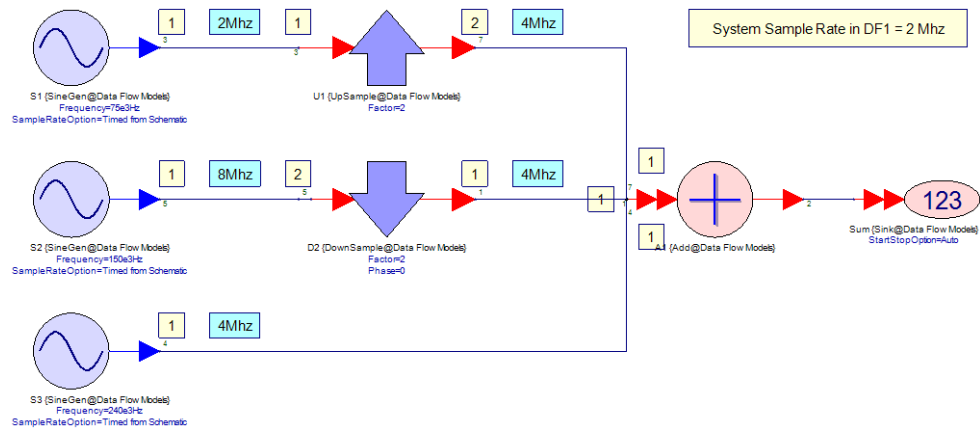 1 2Mhz 1 2 4Mhz
System Sample Rate in DF1 = 2 Mhz
3 3 7
S1 {SineGen@Data Flow Models}
Frequency=75e3Hz
SampleRateOption=Timed from Schematic
U1 {UpSample@Data Flow Models}
Factor=2
1 8Mhz 2 1 4Mhz 1 1
5 5 1 1 7 4 2
123
S2 {SineGen@Data Flow Models}
Frequency=150e3Hz
SampleRateOption=Timed from Schematic
D2 {DownSample@Data Flow Models}
Factor=2
Phase=0
1
A1 {Add@Data Flow Models}
Sum {Sink@Data Flow Models}
StartStopOption=Auto
1 4Mhz
4
S3 {SineGen@Data Flow Models}
Frequency=240e3Hz
SampleRateOption=Timed from Schematic